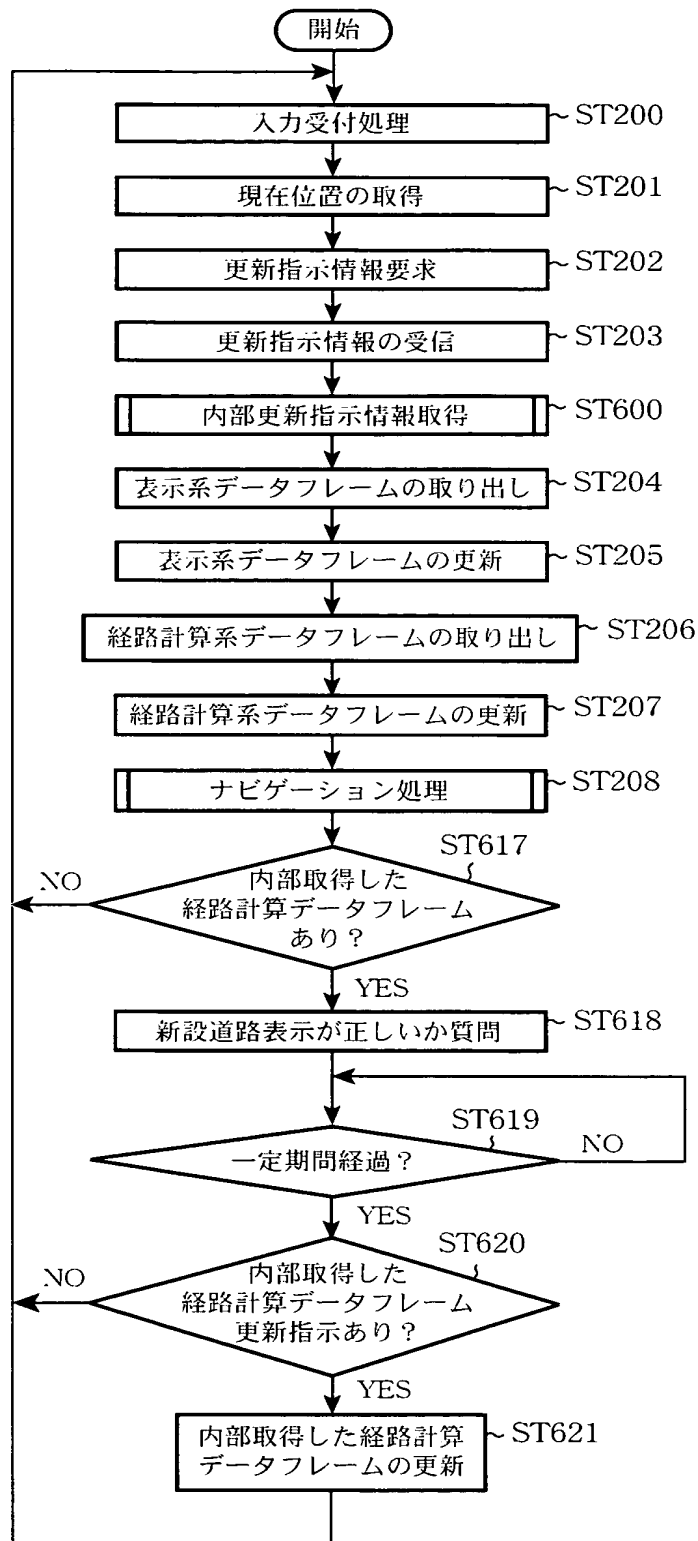 開始
入力受付処理
ST200
現在位置の取得
ST201
更新指示情報要求
ST202
更新指示情報の受信
ST203
内部更新指示情報取得
ST600
表示系データフレームの取り出し
ST204
表示系データフレームの更新
ST205
経路計算系データフレームの取り出し
ST206
経路計算系データフレームの更新
ST207
ナビゲーション処理
ST208
ST617
NO
内部取得した
経路計算データフレーム
あり？
YES
新設道路表示が正しいか質問
ST618
ST619
一定期間経過？
NO
YES
ST620
NO
内部取得した
経路計算データフレーム
更新指示あり？
YES
内部取得した経路計算
データフレームの更新
ST621